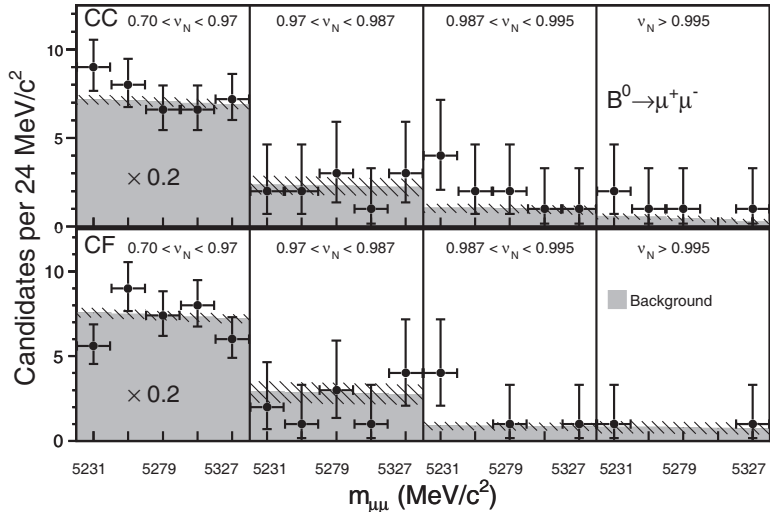 CC 0.70 < ν_N < 0.97 0.97 < ν_N < 0.987 0.987 < ν_N < 0.995 ν_N > 0.995
10
B⁰→μ⁺μ⁻
5
× 0.2
0
Candidates per 24 MeV/c²
CF 0.70 < ν_N < 0.97 0.97 < ν_N < 0.987 0.987 < ν_N < 0.995 ν_N > 0.995
10
Background
5
× 0.2
0
5231 5279 5327 5231 5279 5327 5231 5279 5327 5231 5279 5327
m_μμ (MeV/c²)